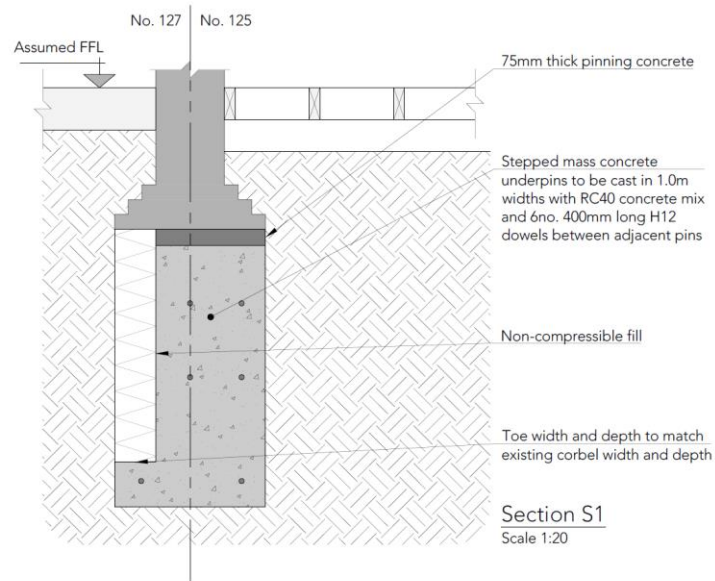 No. 127
No. 125
Assumed FFL
75mm thick pinning concrete
Stepped mass concrete
underpins to be cast in 1.0m
widths with RC40 concrete mix
and 6no. 400mm long H12
dowels between adjacent pins
Non-compressible fill
Toe width and depth to match
existing corbel width and depth
Section S1
Scale 1:20